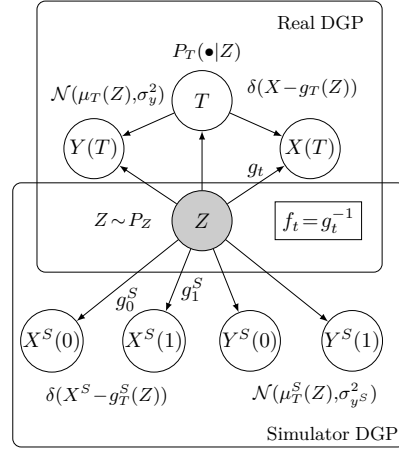 Real DGP
P_T(•|Z)
N(μ_T(Z),σ_y^2)
T
δ(X−g_T(Z))
Y(T)
X(T)
g_t
Z∼P_Z
Z
f_t=g_t^{-1}
g_0^S
g_1^S
X^S(0)
X^S(1)
Y^S(0)
Y^S(1)
δ(X^S−g_T^S(Z))
N(μ_T^S(Z),σ_{y^S}^2)
Simulator DGP